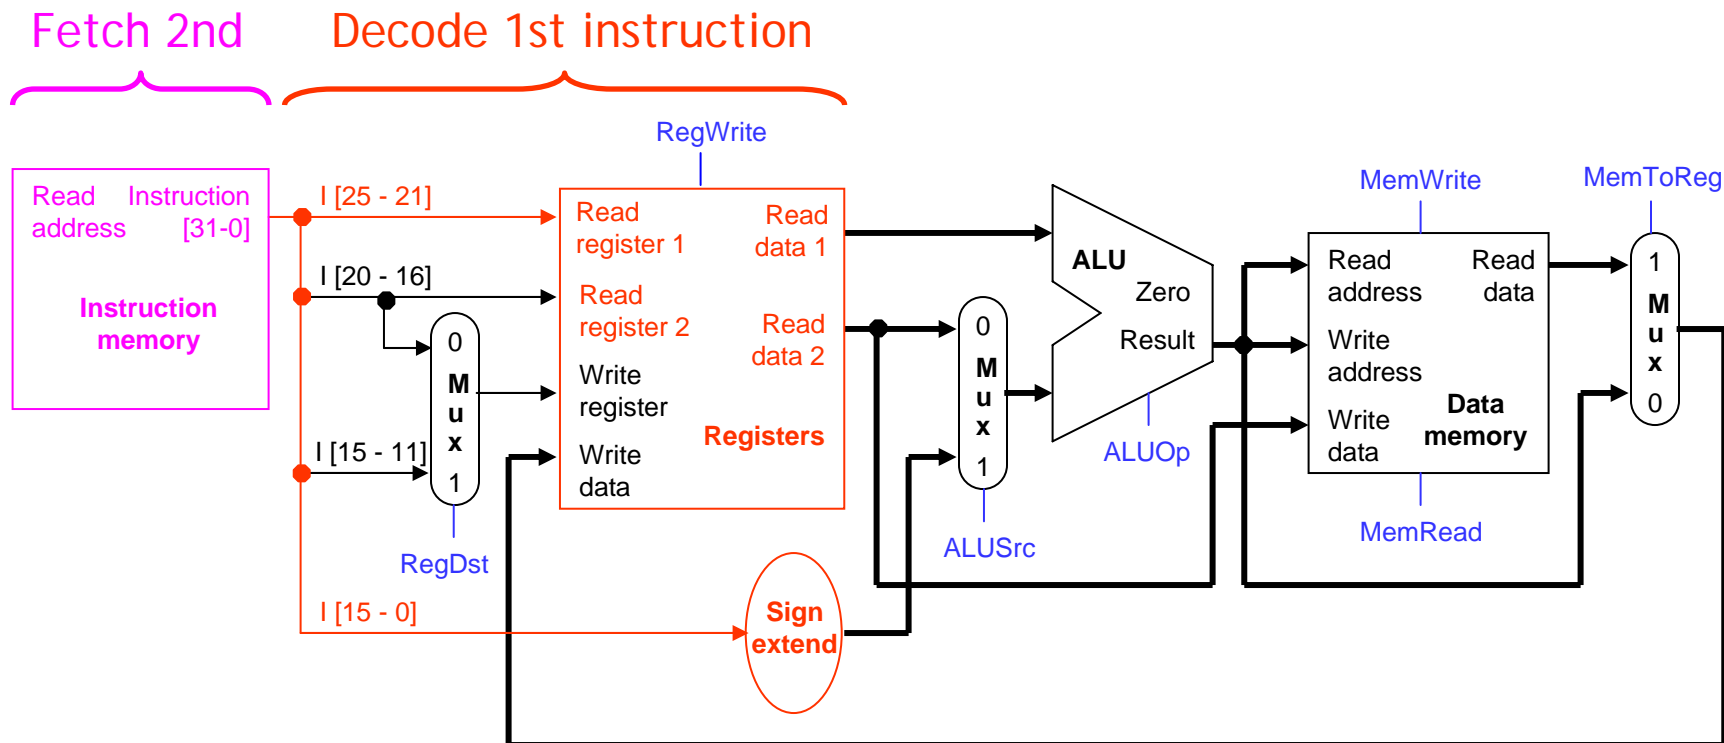 Fetch 2nd
Decode 1st instruction
RegWrite
Read address
Instruction [31-0]
Instruction memory
I [25 - 21]
I [20 - 16]
I [15 - 11]
I [15 - 0]
0
M
u
x
1
RegDst
Read register 1
Read register 2
Write register
Write data
Read data 1
Read data 2
Registers
Sign extend
0
M
u
x
1
ALUSrc
ALU
Zero
Result
ALUOp
MemWrite
Read address
Write address
Write data
Read data
Data memory
MemRead
MemToReg
1
M
u
x
0